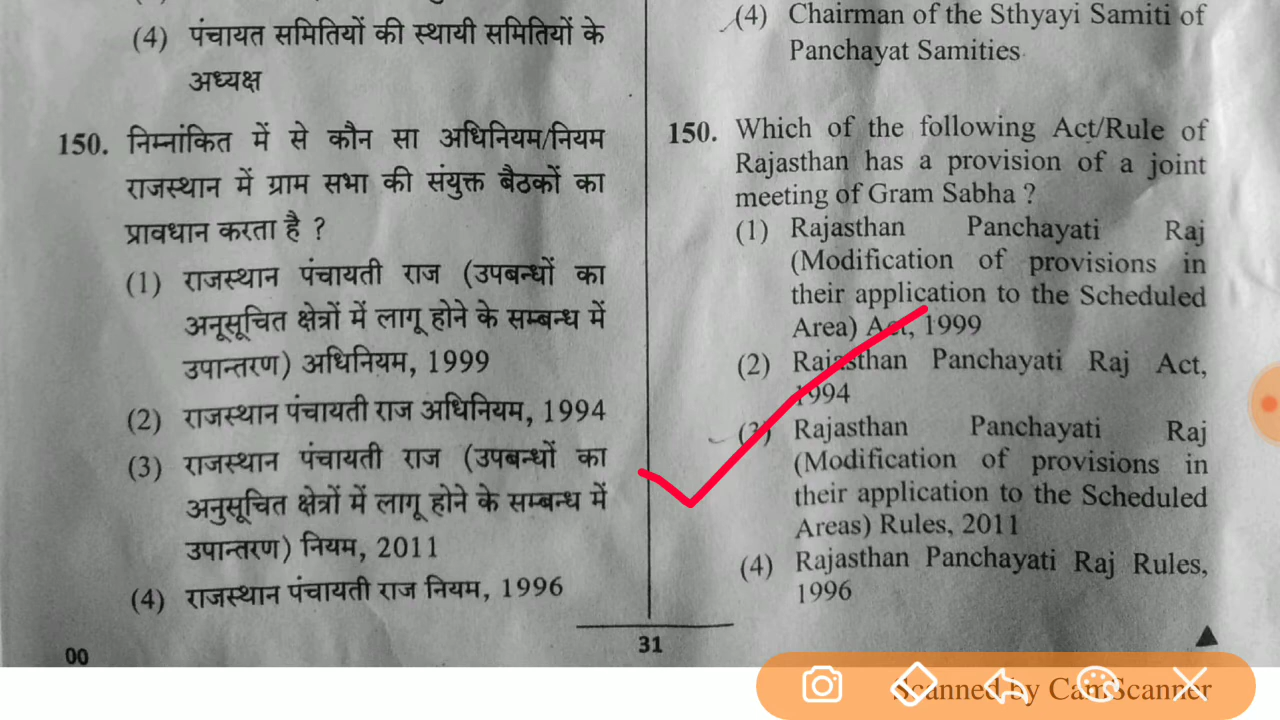 (4) पंचायत समितियों की स्थायी समितियों के
अध्यक्ष
150. निम्नांकित में से कौन सा अधिनियम/नियम
राजस्थान में ग्राम सभा की संयुक्त बैठकों का
प्रावधान करता है ?
(1) राजस्थान पंचायती राज (उपबन्धों का
अनूसूचित क्षेत्रों में लागू होने के सम्बन्ध में
उपान्तरण) अधिनियम, 1999
(2) राजस्थान पंचायती राज अधिनियम, 1994
(3) राजस्थान पंचायती राज (उपबन्धों का
अनुसूचित क्षेत्रों में लागू होने के सम्बन्ध में
उपान्तरण) नियम, 2011
(4) राजस्थान पंचायती राज नियम, 1996
00
(4) Chairman of the Sthyayi Samiti of
Panchayat Samities
150. Which of the following Act/Rule of
Rajasthan has a provision of a joint
meeting of Gram Sabha ?
(1) Rajasthan Panchayati Raj
(Modification of provisions in
their application to the Scheduled
Area) Act, 1999
(2) Rajasthan Panchayati Raj Act,
1994
(3) Rajasthan Panchayati Raj
(Modification of provisions in
their application to the Scheduled
Areas) Rules, 2011
(4) Rajasthan Panchayati Raj Rules,
1996
31
Scanned by CamScanner